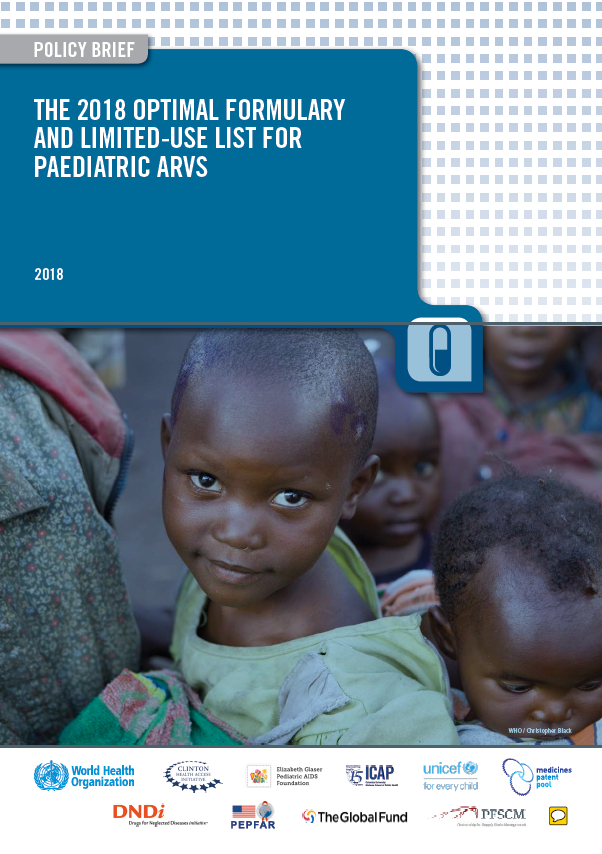 POLICY BRIEF
THE 2018 OPTIMAL FORMULARY
AND LIMITED-USE LIST FOR
PAEDIATRIC ARVS
2018
WHO / Christopher Black
World Health
Organization
CLINTON
HEALTH ACCESS
INITIATIVE
Elizabeth Glaser
Pediatric AIDS
Foundation
ICAP
unicef
for every child
medicines
patent
pool
DNDi
Drugs for Neglected Diseases initiative
PEPFAR
The Global Fund
PFSCM